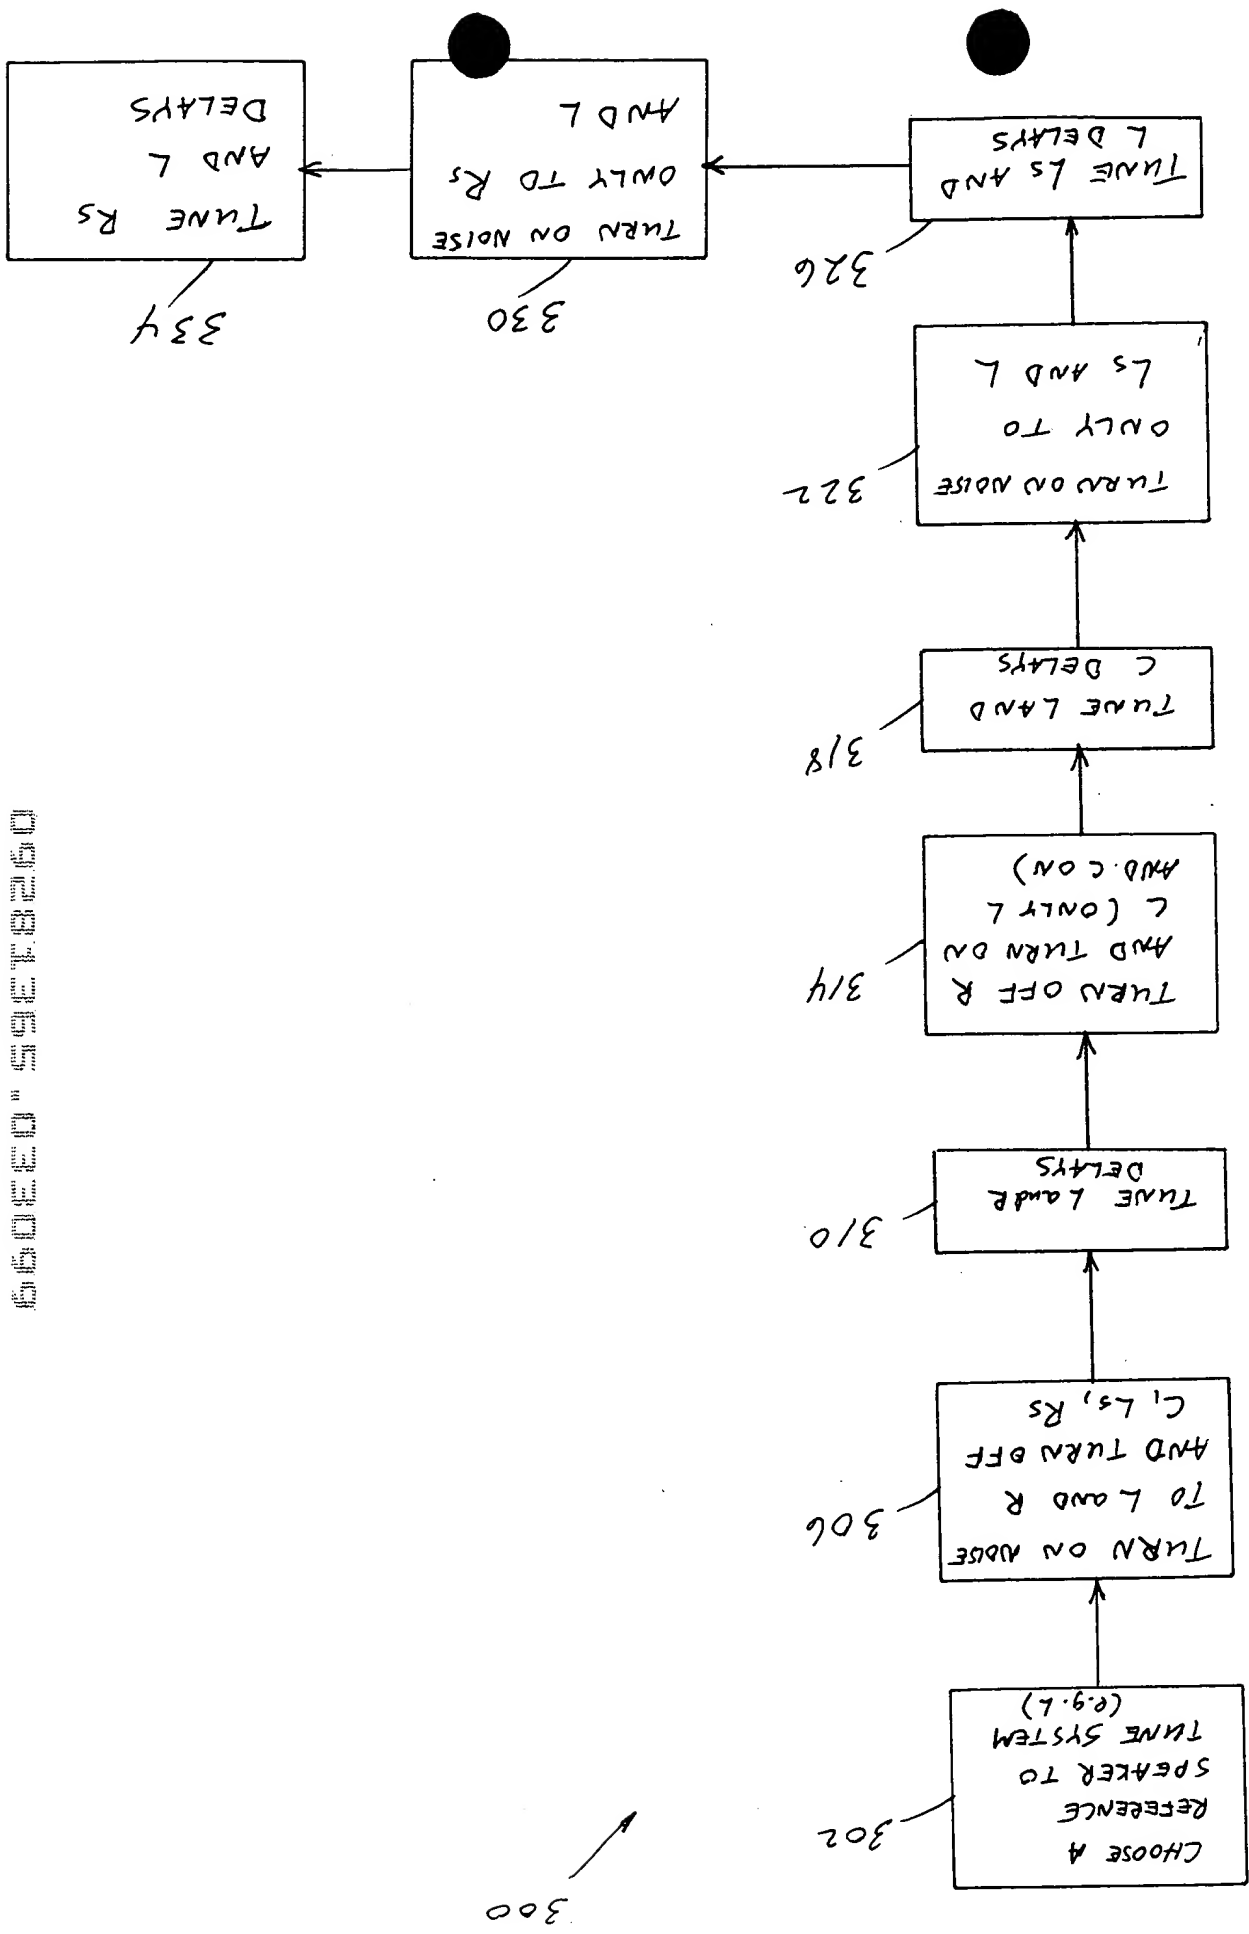 300
302
CHOOSE A
REFERENCE
SPEAKER TO
TUNE SYSTEM
(e.g. L)
306
TURN ON NOISE
TO L and R
AND TURN OFF
C, Ls, Rs
310
TUNE L and R
DELAYS
314
TURN OFF R
AND TURN ON
C (ONLY L
AND C ON)
318
TUNE L AND
C DELAYS
322
TURN ON NOISE
ONLY TO
Ls AND L
326
TUNE Ls AND
L DELAYS
330
TURN ON NOISE
ONLY TO Rs
AND L
334
TUNE Rs
AND L
DELAYS
09281365.033099